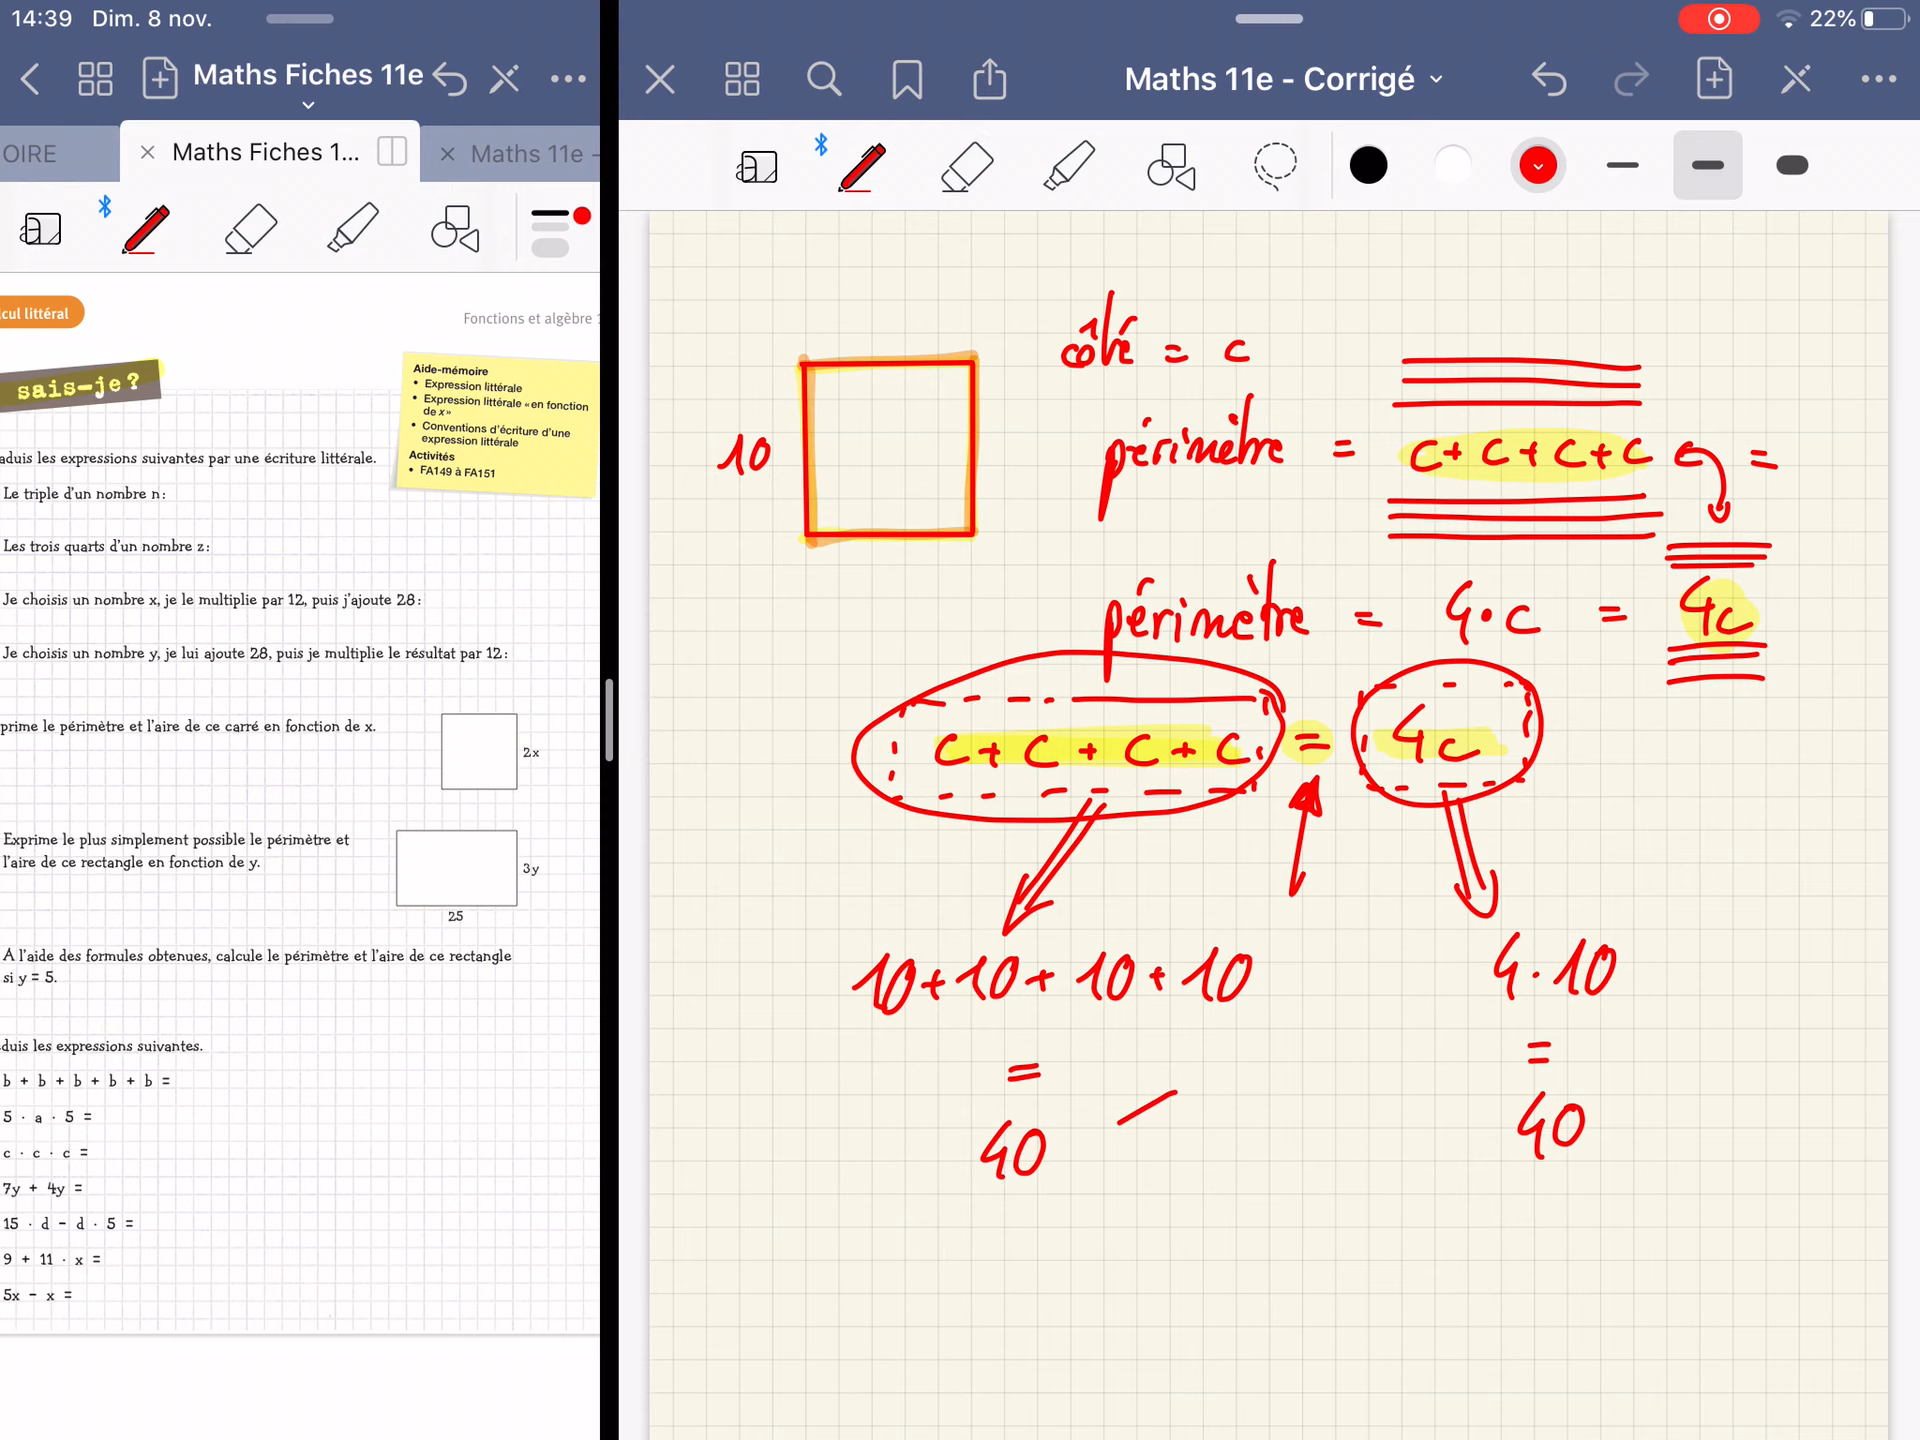 14:39 Dim. 8 nov.
22%
Maths Fiches 11e
Maths 11e - Corrigé
OIRE
Maths Fiches 1...
Maths 11e -
cul littéral
Fonctions et algèbre
sais-je ?
Aide-mémoire
• Expression littérale
• Expression littérale «en fonction
de x»
• Conventions d'écriture d'une
expression littérale
Activités
• FA149 à FA151
aduis les expressions suivantes par une écriture littérale.
Le triple d'un nombre n :
Les trois quarts d'un nombre z :
Je choisis un nombre x, je le multiplie par 12, puis j'ajoute 28 :
Je choisis un nombre y, je lui ajoute 28, puis je multiplie le résultat par 12 :
prime le périmètre et l'aire de ce carré en fonction de x.
2x
Exprime le plus simplement possible le périmètre et
l'aire de ce rectangle en fonction de y.
3y
25
A l'aide des formules obtenues, calcule le périmètre et l'aire de ce rectangle
si y = 5.
duis les expressions suivantes.
b + b + b + b + b =
5 · a · 5 =
c · c · c =
7y + 4y =
15 · d - d · 5 =
9 + 11 · x =
5x - x =
côté = c
10
périmètre = c + c + c + c =
périmètre = 4 · c = 4c
c + c + c + c = 4c
10 + 10 + 10 + 10
4 · 10
=
=
40
40